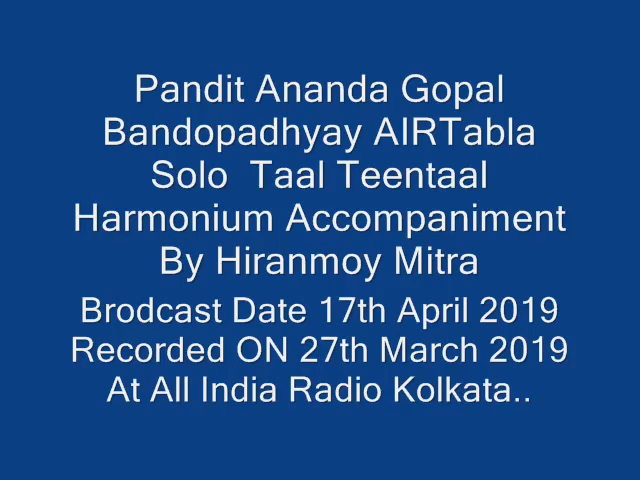 Pandit Ananda Gopal
Bandopadhyay AIRTabla
Solo  Taal Teentaal
Harmonium Accompaniment
By Hiranmoy Mitra
Brodcast Date 17th April 2019
Recorded ON 27th March 2019
At All India Radio Kolkata..